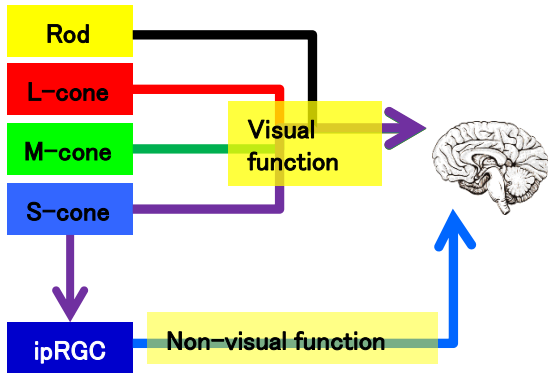 Rod
L-cone
M-cone
S-cone
Visual
function
ipRGC
Non-visual function